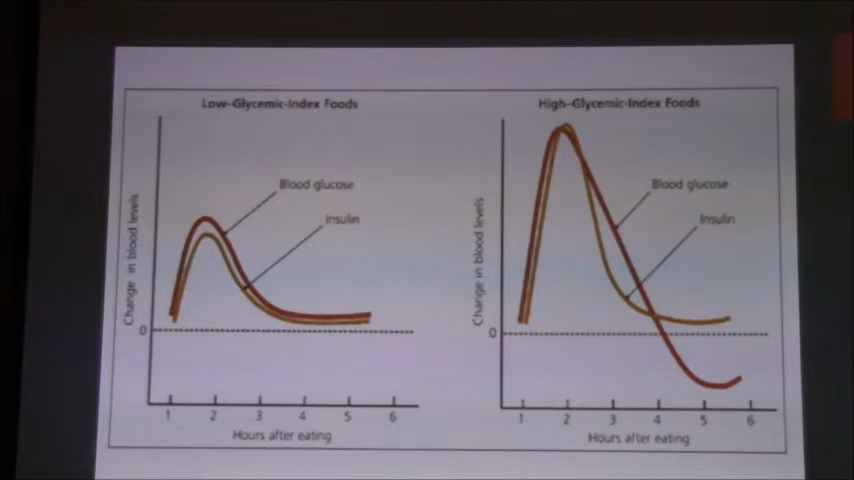 Low-Glycemic-Index Foods
Change in blood levels
0
Blood glucose
Insulin
1 2 3 4 5 6
Hours after eating
High-Glycemic-Index Foods
Change in blood levels
0
Blood glucose
Insulin
1 2 3 4 5 6
Hours after eating